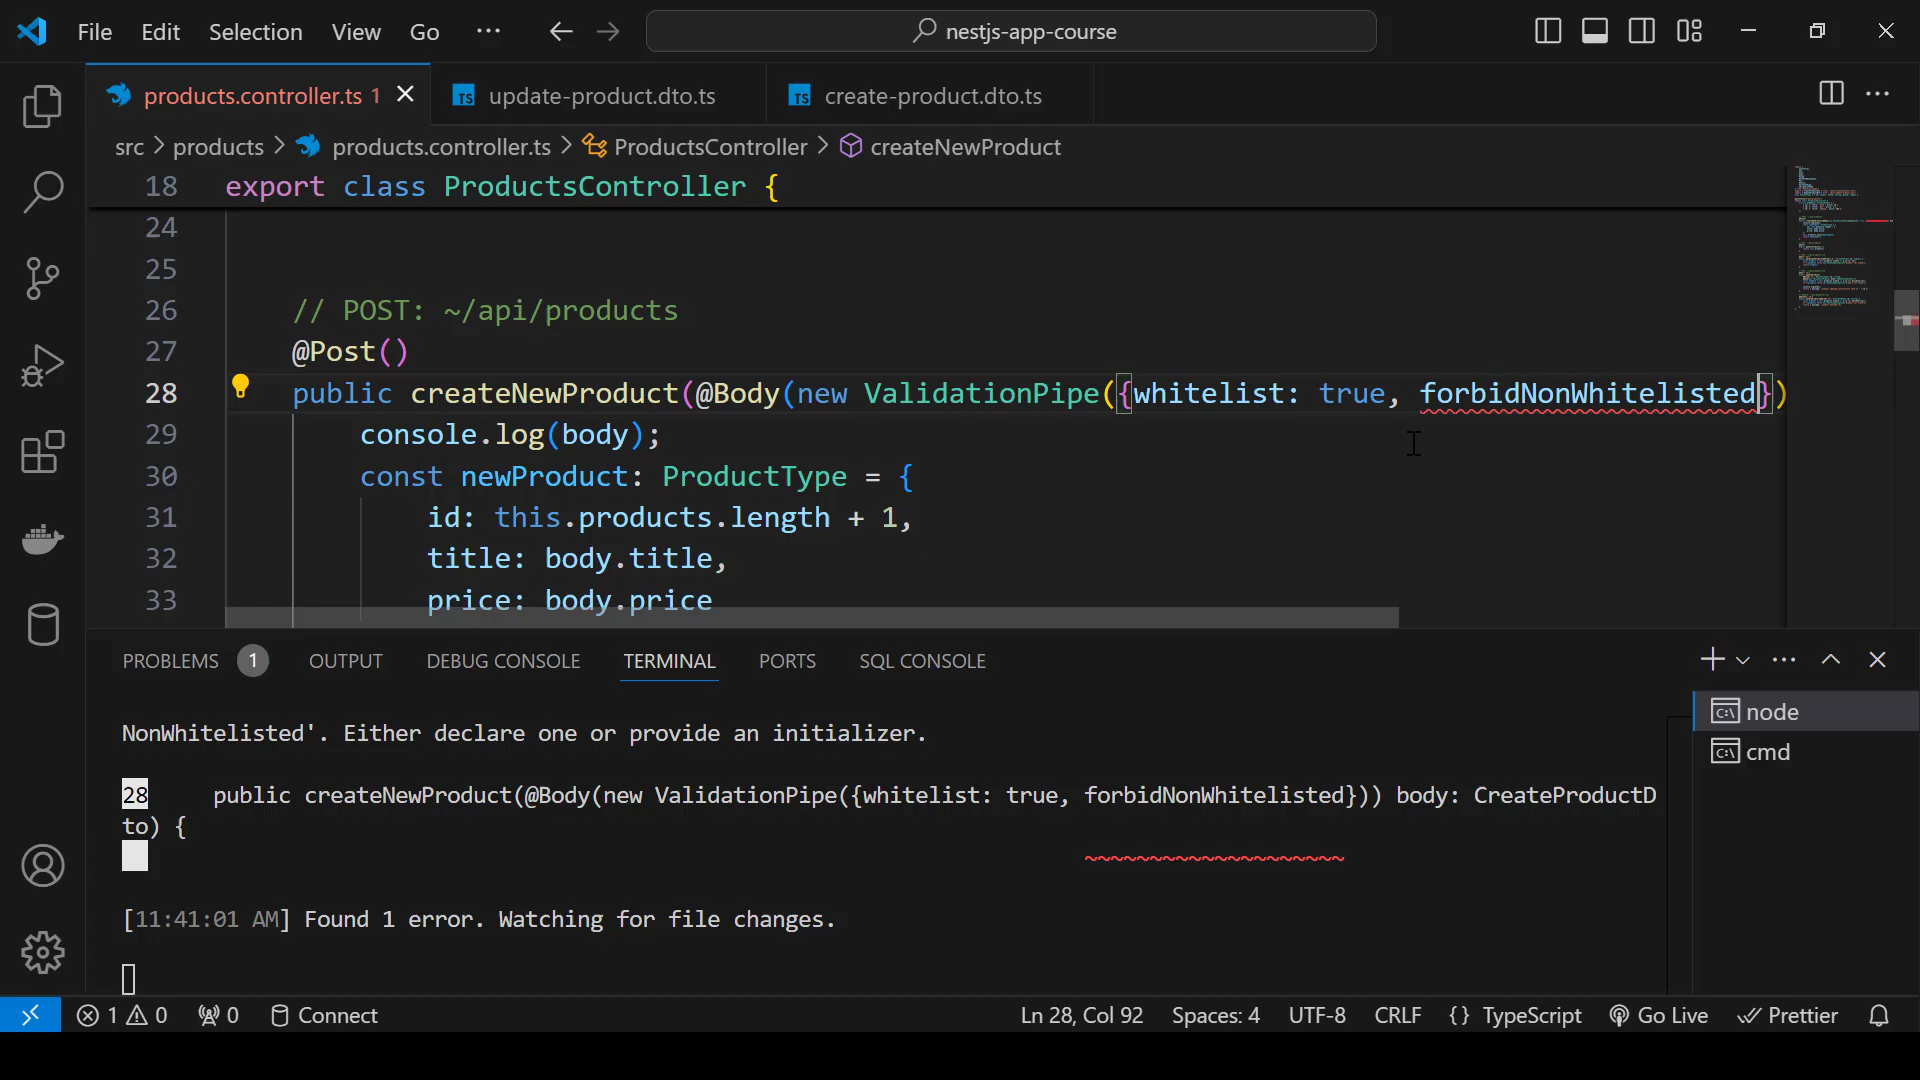 File Edit Selection View Go ··· nestjs-app-course
products.controller.ts 1 TS update-product.dto.ts TS create-product.dto.ts
src > products > products.controller.ts > ProductsController > createNewProduct
18 export class ProductsController {
24
25
26 // POST: ~/api/products
27 @Post()
28 public createNewProduct(@Body(new ValidationPipe({whitelist: true, forbidNonWhitelisted})
29 console.log(body);
30 const newProduct: ProductType = {
31 id: this.products.length + 1,
32 title: body.title,
33 price: body.price
PROBLEMS 1 OUTPUT DEBUG CONSOLE TERMINAL PORTS SQL CONSOLE
NonWhitelisted'. Either declare one or provide an initializer.
28 public createNewProduct(@Body(new ValidationPipe({whitelist: true, forbidNonWhitelisted})) body: CreateProductD
to) {
~~~~~~~~~~~~~~~~~~~~
[11:41:01 AM] Found 1 error. Watching for file changes.
node
cmd
1 0 0 Connect Ln 28, Col 92 Spaces: 4 UTF-8 CRLF {} TypeScript Go Live Prettier